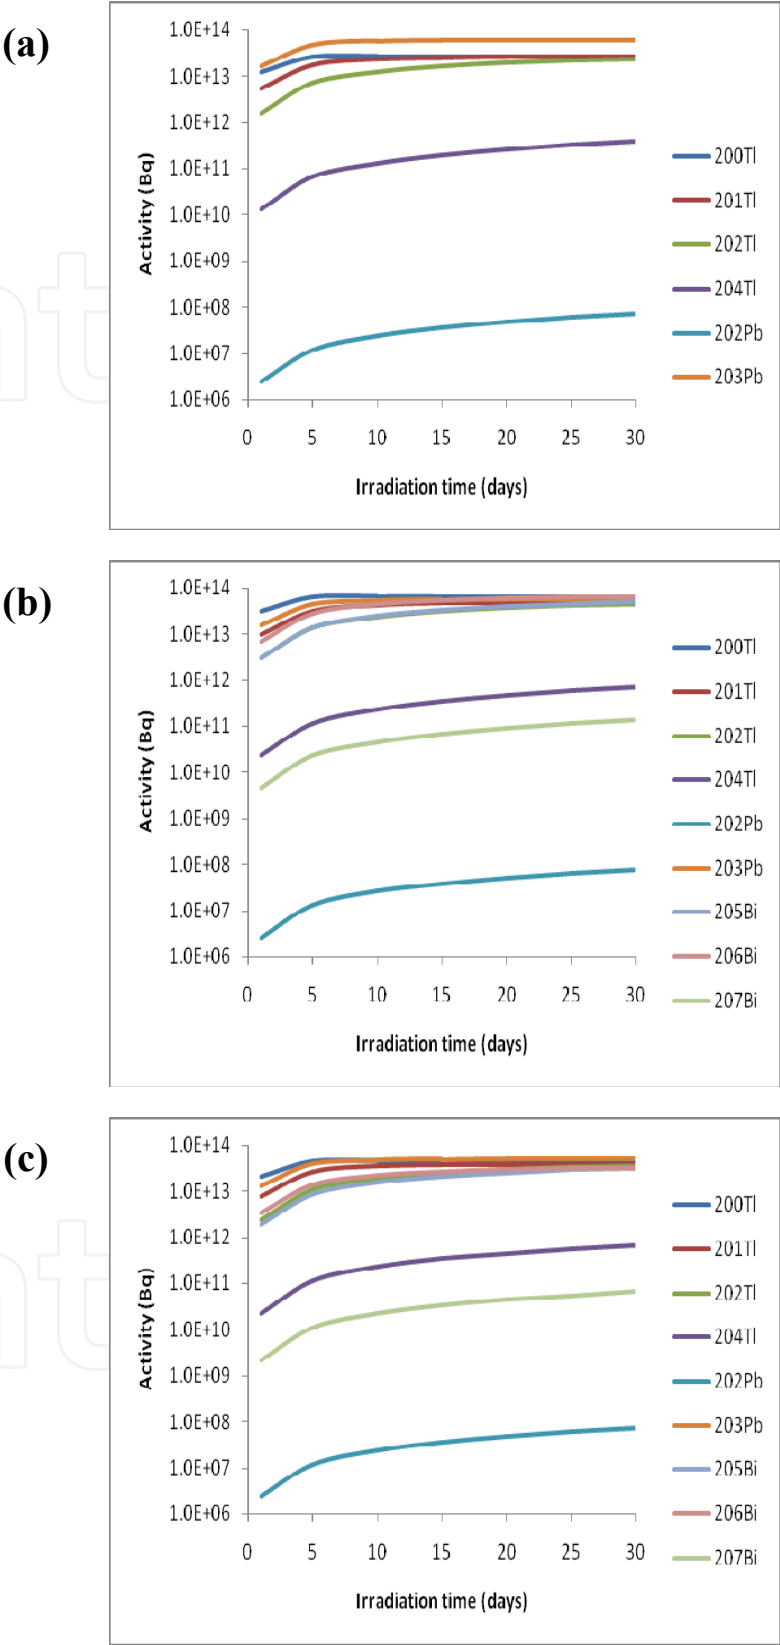 (a)
1.0E+14
1.0E+13
1.0E+12
1.0E+11
1.0E+10
1.0E+09
1.0E+08
1.0E+07
1.0E+06
Activity (Bq)
0 5 10 15 20 25 30
Irradiation time (days)
200Tl
201Tl
202Tl
204Tl
202Pb
203Pb
(b)
1.0E+14
1.0E+13
1.0E+12
1.0E+11
1.0E+10
1.0E+09
1.0E+08
1.0E+07
1.0E+06
Activity (Bq)
0 5 10 15 20 25 30
Irradiation time (days)
200Tl
201Tl
202Tl
204Tl
202Pb
203Pb
205Bi
206Bi
207Bi
(c)
1.0E+14
1.0E+13
1.0E+12
1.0E+11
1.0E+10
1.0E+09
1.0E+08
1.0E+07
1.0E+06
Activity (Bq)
0 5 10 15 20 25 30
Irradiation time (days)
200Tl
201Tl
202Tl
204Tl
202Pb
203Pb
205Bi
206Bi
207Bi